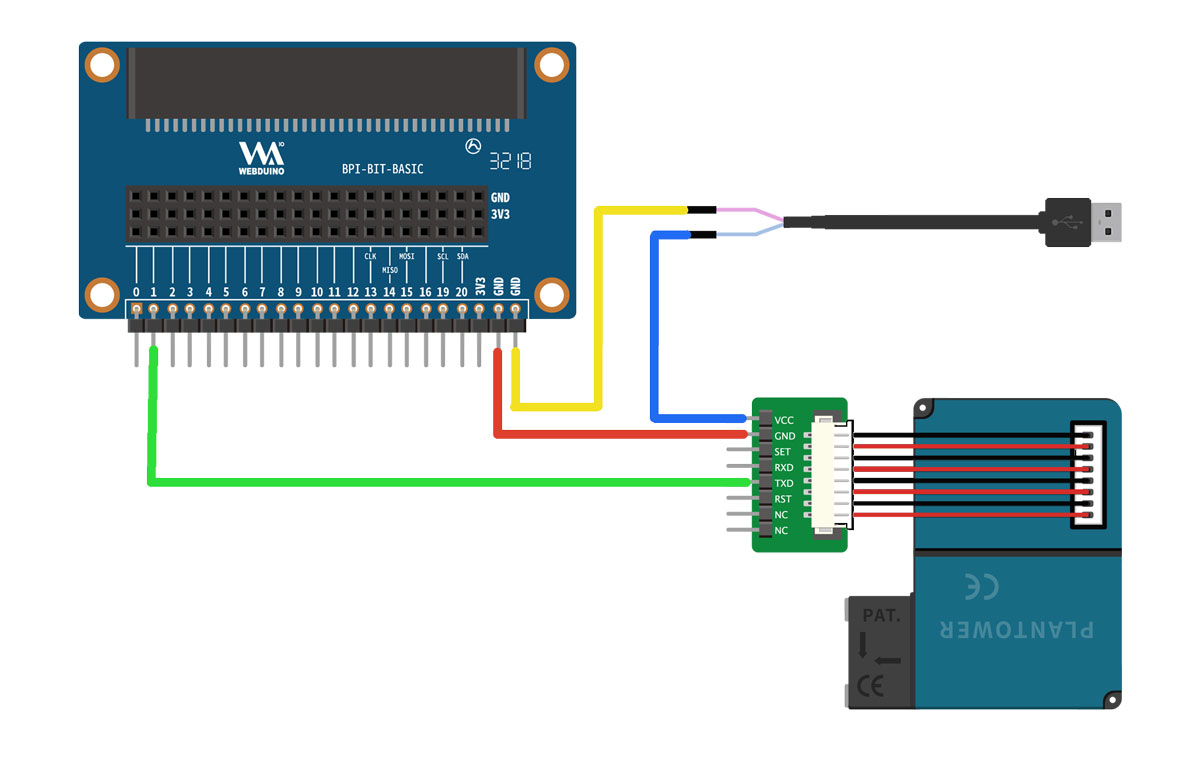 IO
WEBDUINO
BPI-BIT-BASIC
3218
GND
3V3
CLK MOSI SCL SDA
MISO
0 1 2 3 4 5 6 7 8 9 10 11 12 13 14 15 16 19 20 3V3 GND GND
VCC
GND
SET
RXD
TXD
RST
NC
NC
CE
PLANTOWER
PAT.
CE